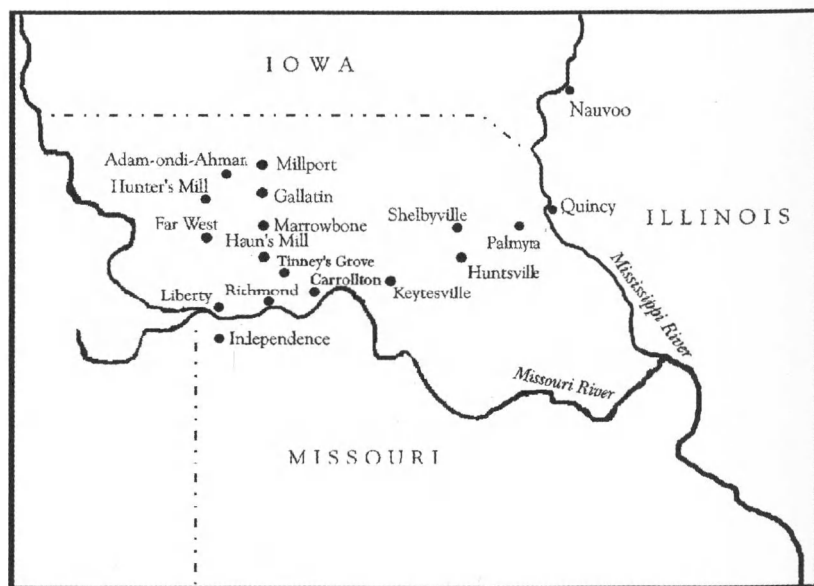 IOWA
Nauvoo
Adam-ondi-Ahman
Millport
Hunter's Mill
Gallatin
Shelbyville
Quincy
ILLINOIS
Far West
Marrowbone
Palmyra
Haun's Mill
Tinney's Grove
Huntsville
Mississippi River
Liberty
Richmond
Carrollton
Keytesville
Independence
Missouri River
MISSOURI